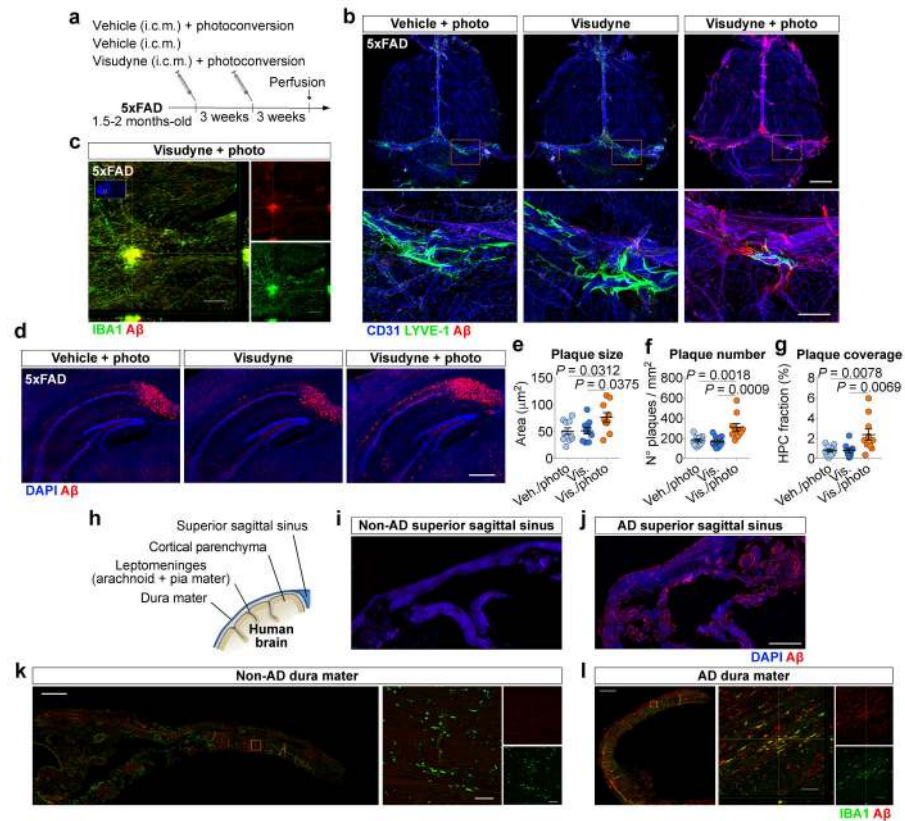 a
Vehicle (i.c.m.) + photoconversion
Vehicle (i.c.m.)
Visudyne (i.c.m.) + photoconversion
Perfusion
5xFAD
3 weeks
3 weeks
1.5-2 months-old
b
Vehicle + photo
Visudyne
Visudyne + photo
5xFAD
CD31 LYVE-1 Aβ
c
Visudyne + photo
5xFAD
IBA1 Aβ
d
Vehicle + photo
Visudyne
Visudyne + photo
5xFAD
DAPI Aβ
e
Plaque size
P = 0.0312
P = 0.0375
Area (μm²)
150
100
50
0
Veh./photo
Vis.
Vis./photo
f
Plaque number
P = 0.0018
P = 0.0009
N° plaques / mm²
800
600
400
200
0
Veh./photo
Vis.
Vis./photo
g
Plaque coverage
P = 0.0078
P = 0.0069
HPC fraction (%)
8
6
4
2
0
Veh./photo
Vis.
Vis./photo
h
Superior sagittal sinus
Cortical parenchyma
Leptomeninges
(arachnoid + pia mater)
Dura mater
Human
brain
i
Non-AD superior sagittal sinus
j
AD superior sagittal sinus
DAPI Aβ
k
Non-AD dura mater
l
AD dura mater
IBA1 Aβ